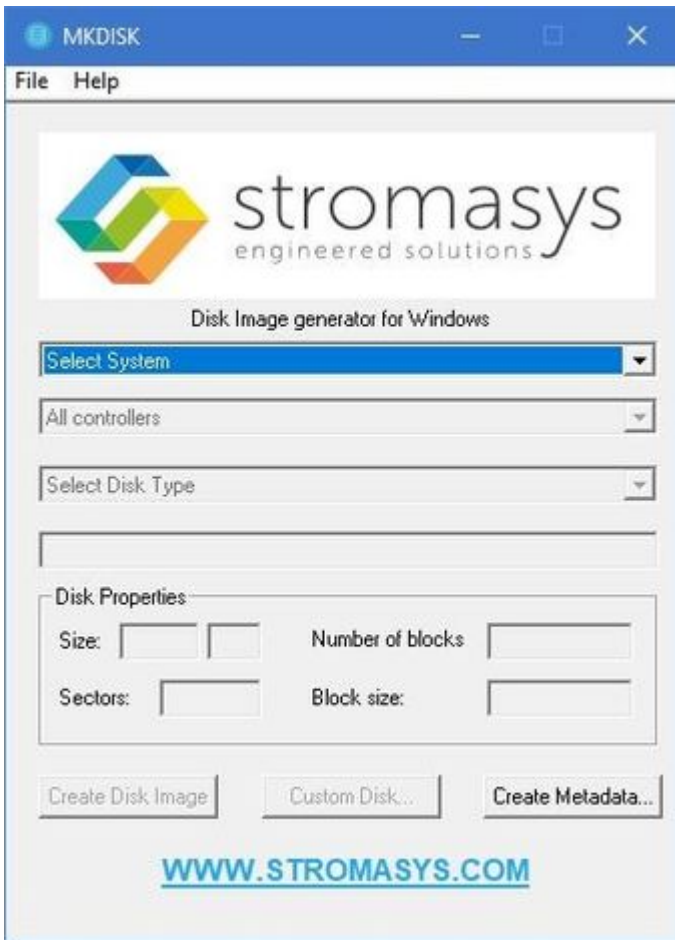 MKDISK
File Help
stromasys
engineered solutions
Disk Image generator for Windows
Select System
All controllers
Select Disk Type
Disk Properties
Size: Number of blocks
Sectors: Block size:
Create Disk Image Custom Disk... Create Metadata...
WWW.STROMASYS.COM